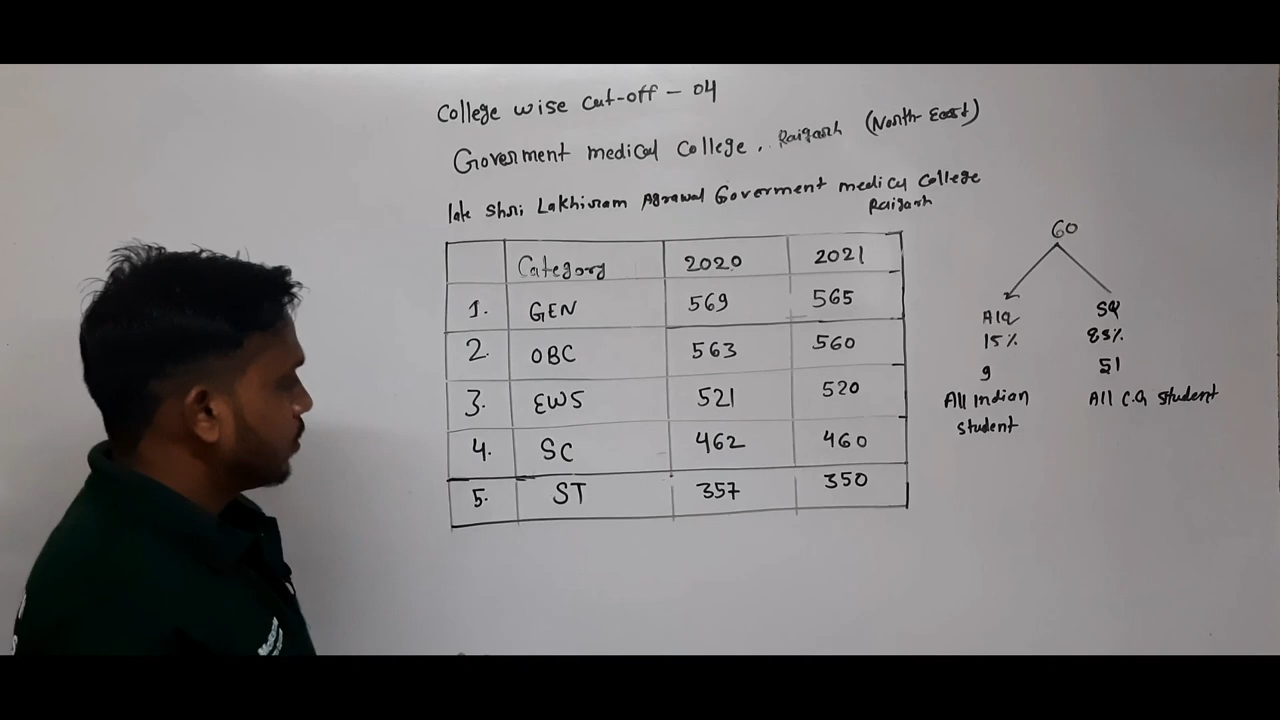 College wise cut-off - 04
Goverment medical college, Raigarh (North-East)
late Shri Lakhiram Agrawal Goverment medical college
Raigarh
Category 2020 2021
1. GEN 569 565
2. OBC 563 560
3. EWS 521 520
4. SC 462 460
5. ST 357 350
60
AIQ SQ
15% 85%
9 51
All Indian student
All C.G student